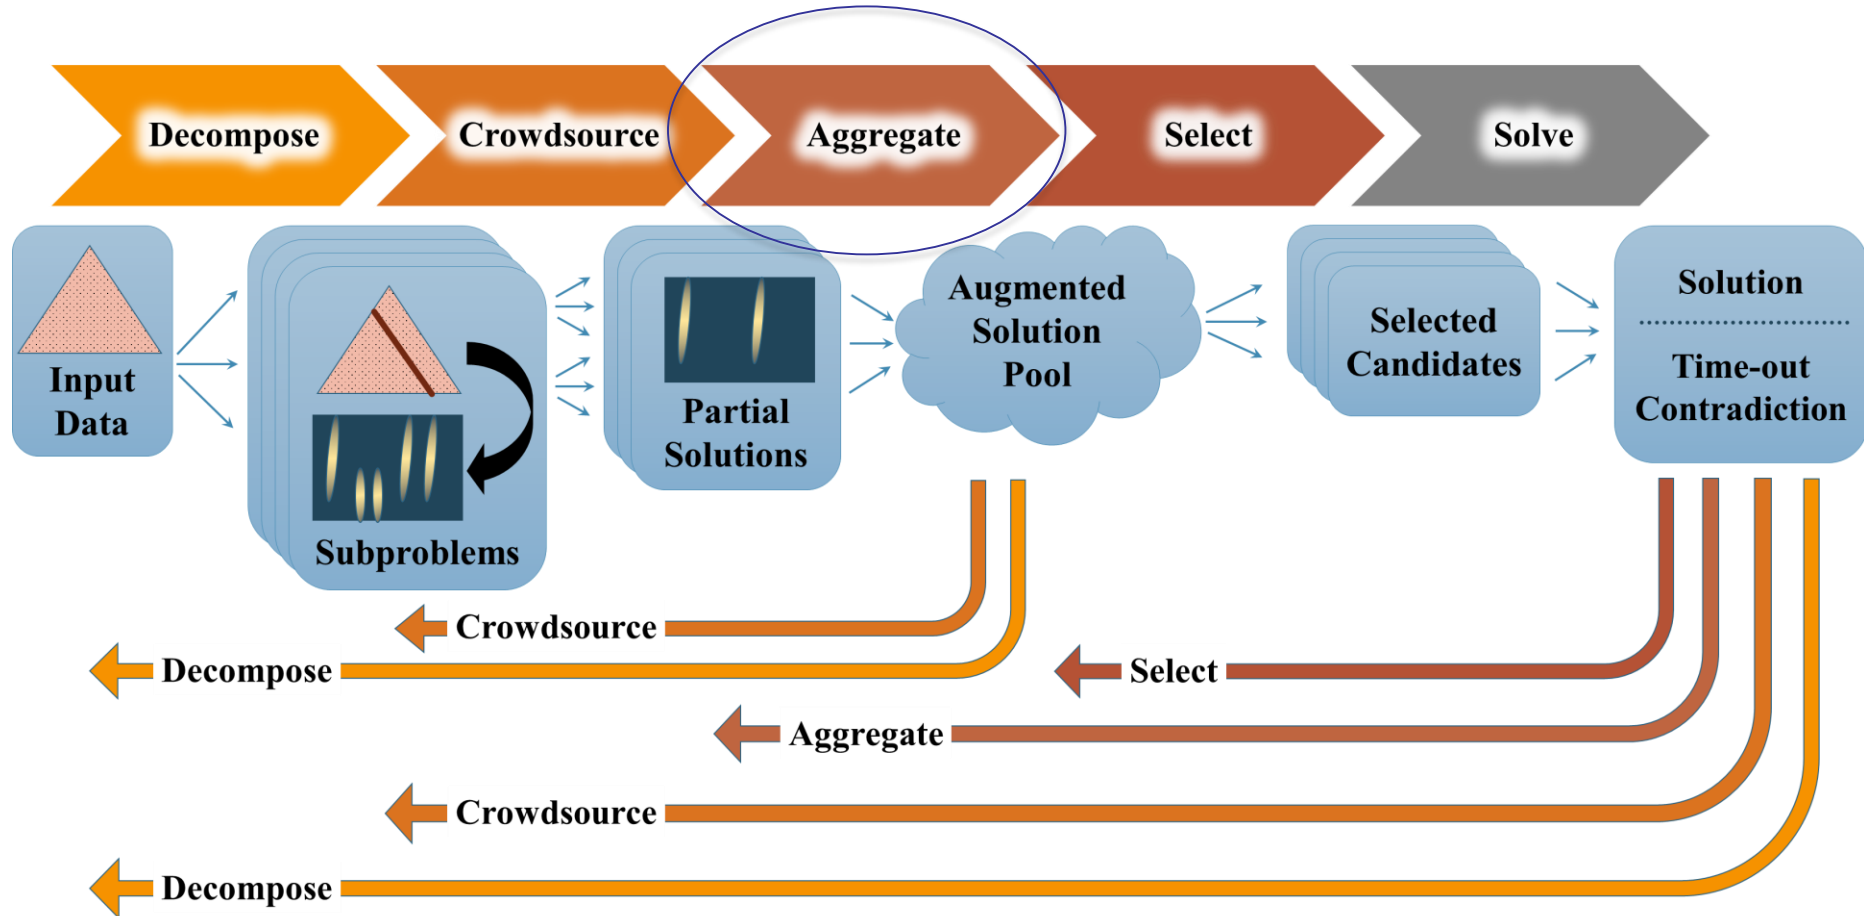 Decompose
Crowdsource
Aggregate
Select
Solve
Input
Data
Subproblems
Partial
Solutions
Augmented
Solution
Pool
Selected
Candidates
Solution
Time-out
Contradiction
Crowdsource
Decompose
Select
Aggregate
Crowdsource
Decompose